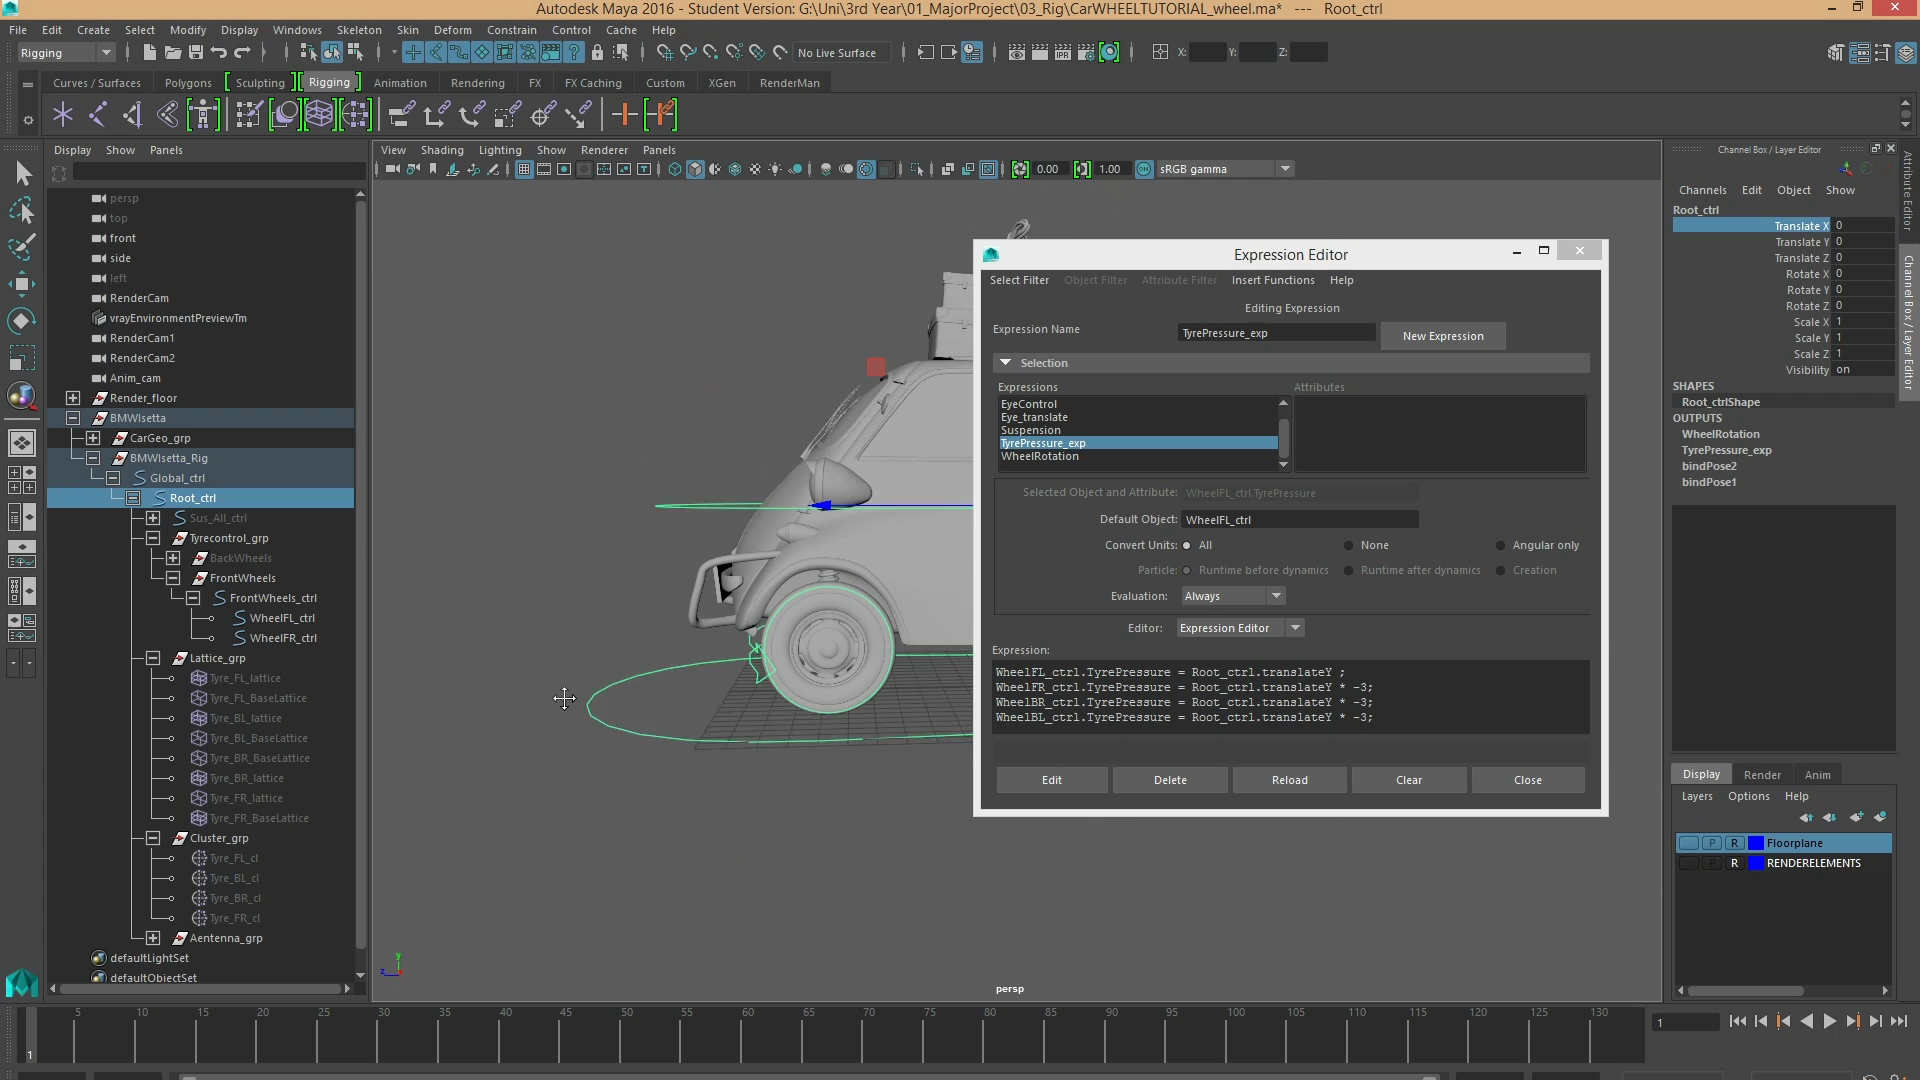 Autodesk Maya 2016 - Student Version: G:\Uni\3rd Year\01_MajorProject\03_Rig\CarWHEELTUTORIAL_wheel.ma* --- Root_ctrl
File Edit Create Select Modify Display Windows Skeleton Skin Deform Constrain Control Cache Help
Rigging No Live Surface X: Y: Z:
Curves / Surfaces Polygons Sculpting Rigging Animation Rendering FX FX Caching Custom XGen RenderMan
Display Show Panels
View Shading Lighting Show Renderer Panels
0.00 1.00 sRGB gamma
persp
top
front
side
left
RenderCam
vrayEnvironmentPreviewTm
RenderCam1
RenderCam2
Anim_cam
Render_floor
BMWIsetta
CarGeo_grp
BMWIsetta_Rig
Global_ctrl
Root_ctrl
Sus_All_ctrl
Tyrecontrol_grp
BackWheels
FrontWheels
FrontWheels_ctrl
WheelFL_ctrl
WheelFR_ctrl
Lattice_grp
Tyre_FL_lattice
Tyre_FL_BaseLattice
Tyre_BL_lattice
Tyre_BL_BaseLattice
Tyre_BR_BaseLattice
Tyre_BR_lattice
Tyre_FR_lattice
Tyre_FR_BaseLattice
Cluster_grp
Tyre_FL_cl
Tyre_BL_cl
Tyre_BR_cl
Tyre_FR_cl
Aentenna_grp
defaultLightSet
defaultObjectSet
persp
Expression Editor
Select Filter Object Filter Attribute Filter Insert Functions Help
Editing Expression
Expression Name TyrePressure_exp New Expression
Selection
Expressions Attributes
EyeControl
Eye_translate
Suspension
TyrePressure_exp
WheelRotation
Selected Object and Attribute: WheelFL_ctrl.TyrePressure
Default Object: WheelFL_ctrl
Convert Units: All None Angular only
Particle: Runtime before dynamics Runtime after dynamics Creation
Evaluation: Always
Editor: Expression Editor
Expression:
WheelFL_ctrl.TyrePressure = Root_ctrl.translateY ;
WheelFR_ctrl.TyrePressure = Root_ctrl.translateY * -3;
WheelBR_ctrl.TyrePressure = Root_ctrl.translateY * -3;
WheelBL_ctrl.TyrePressure = Root_ctrl.translateY * -3;
Edit Delete Reload Clear Close
Channel Box / Layer Editor
Channels Edit Object Show
Root_ctrl
Translate X 0
Translate Y 0
Translate Z 0
Rotate X 0
Rotate Y 0
Rotate Z 0
Scale X 1
Scale Y 1
Scale Z 1
Visibility on
SHAPES
Root_ctrlShape
OUTPUTS
WheelRotation
TyrePressure_exp
bindPose2
bindPose1
Attribute Editor
Channel Box / Layer Editor
Display Render Anim
Layers Options Help
P R Floorplane
P R RENDERELEMENTS
5 10 15 20 25 30 35 40 45 50 55 60 65 70 75 80 85 90 95 100 105 110 115 120 125 130
1
1